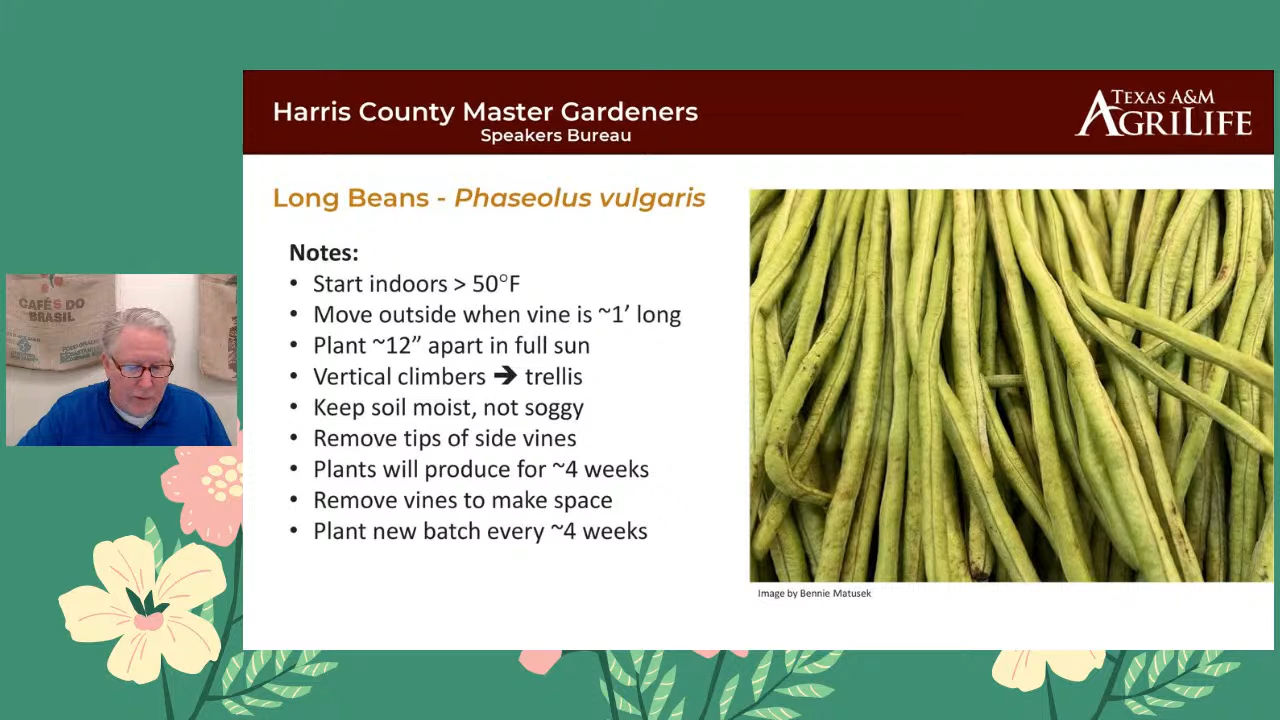 Harris County Master Gardeners
Speakers Bureau
TEXAS A&M
AGRILIFE
Long Beans - Phaseolus vulgaris
Notes:
• Start indoors > 50°F
• Move outside when vine is ~1’ long
• Plant ~12” apart in full sun
• Vertical climbers ➔ trellis
• Keep soil moist, not soggy
• Remove tips of side vines
• Plants will produce for ~4 weeks
• Remove vines to make space
• Plant new batch every ~4 weeks
Image by Bennie Matusek
CAFÉS DO
BRASIL